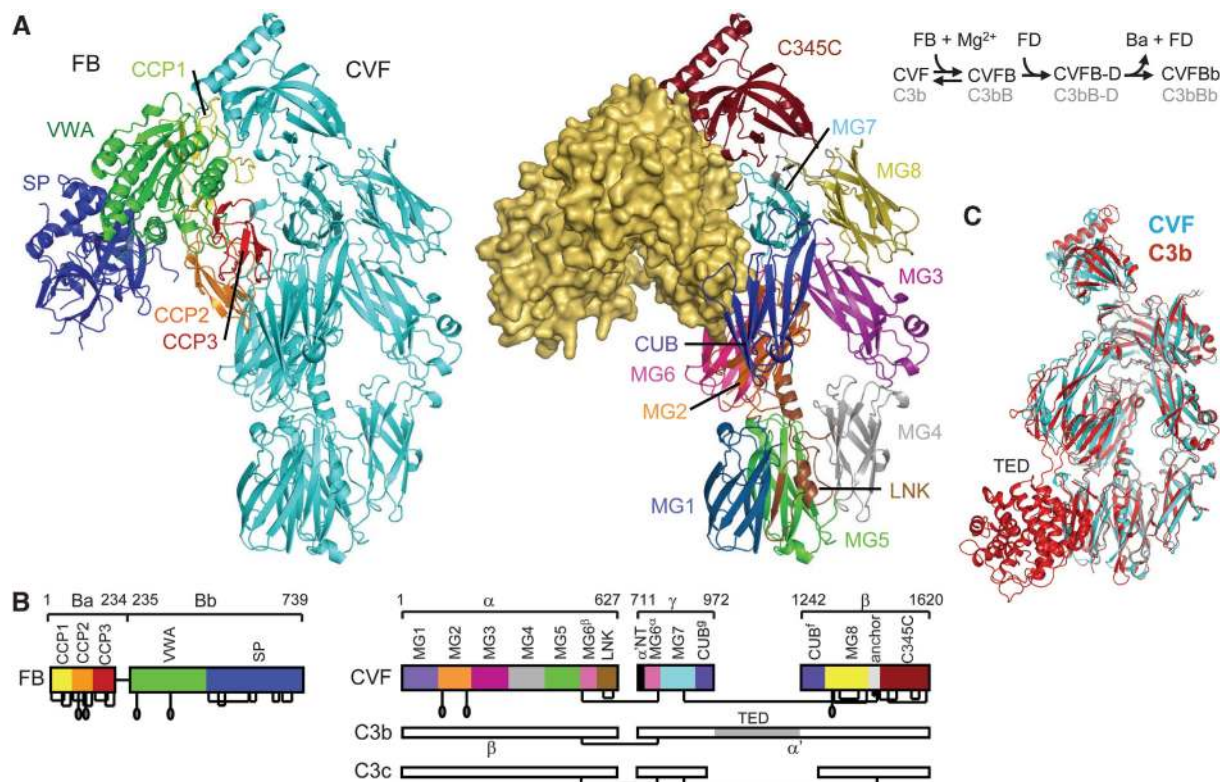 A
FB
CCP1
CVF
VWA
SP
CCP2
CCP3
C345C
MG7
MG8
MG3
CUB
MG6
MG2
MG4
LNK
MG1
MG5
FB + Mg²⁺ FD Ba + FD
CVF CVFB CVFB-D CVFBb
C3b C3bB C3bB-D C3bBb
C
CVF
C3b
TED
B
1 Ba 234 235 Bb 739
CCP1 CCP2 CCP3 VWA SP
FB
1 α 627 711 γ 972 1242 β 1620
MG1 MG2 MG3 MG4 MG5 MG6β LNK α'NT MG6α MG7 CUBg CUBf MG8 anchor C345C
CVF
TED
C3b
β α'
C3c